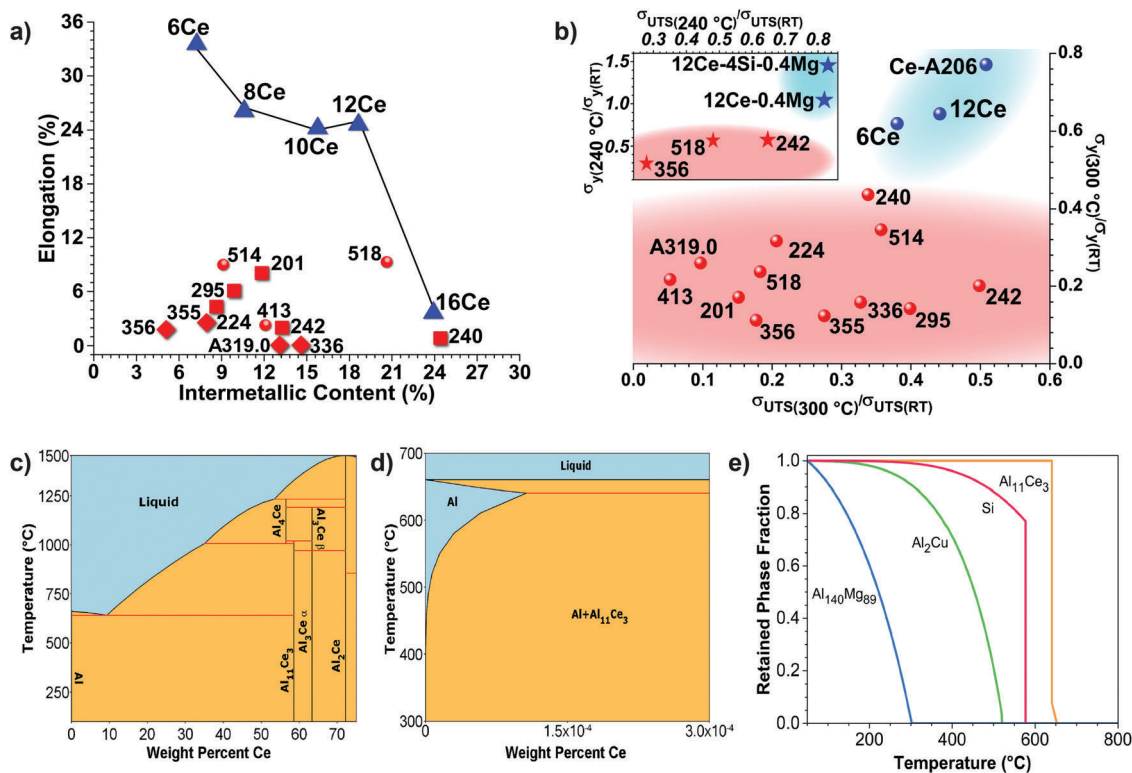 a)
36
30
24
18
12
6
0
Elongation (%)
6Ce
8Ce
10Ce
12Ce
16Ce
514
201
518
295
355
356
224
413
242
A319.0
336
240
0 3 6 9 12 15 18 21 24 27 30
Intermetallic Content (%)
b)
σUTS(240 °C)/σUTS(RT)
0.3 0.4 0.5 0.6 0.7 0.8
1.5
1.0
0.5
σy(240 °C)/σy(RT)
12Ce-4Si-0.4Mg
12Ce-0.4Mg
518
242
356
Ce-A206
12Ce
6Ce
240
514
224
A319.0
518
413
201
356
355
336
295
242
0.8
0.6
0.4
0.2
0.0
σy(300 °C)/σy(RT)
0.0 0.1 0.2 0.3 0.4 0.5 0.6
σUTS(300 °C)/σUTS(RT)
c)
1500
1250
1000
750
500
250
Temperature (°C)
Liquid
Al
Al4Ce
Al3Ce β
Al11Ce3
Al3Ce α
Al2Ce
0 10 20 30 40 50 60 70
Weight Percent Ce
d)
700
600
500
400
300
Temperature (°C)
Liquid
Al
Al+Al11Ce3
0 1.5x10-4 3.0x10-4
Weight Percent Ce
e)
1.0
0.8
0.6
0.4
0.2
0.0
Retained Phase Fraction
Al11Ce3
Si
Al2Cu
Al140Mg89
200 400 600 800
Temperature (°C)